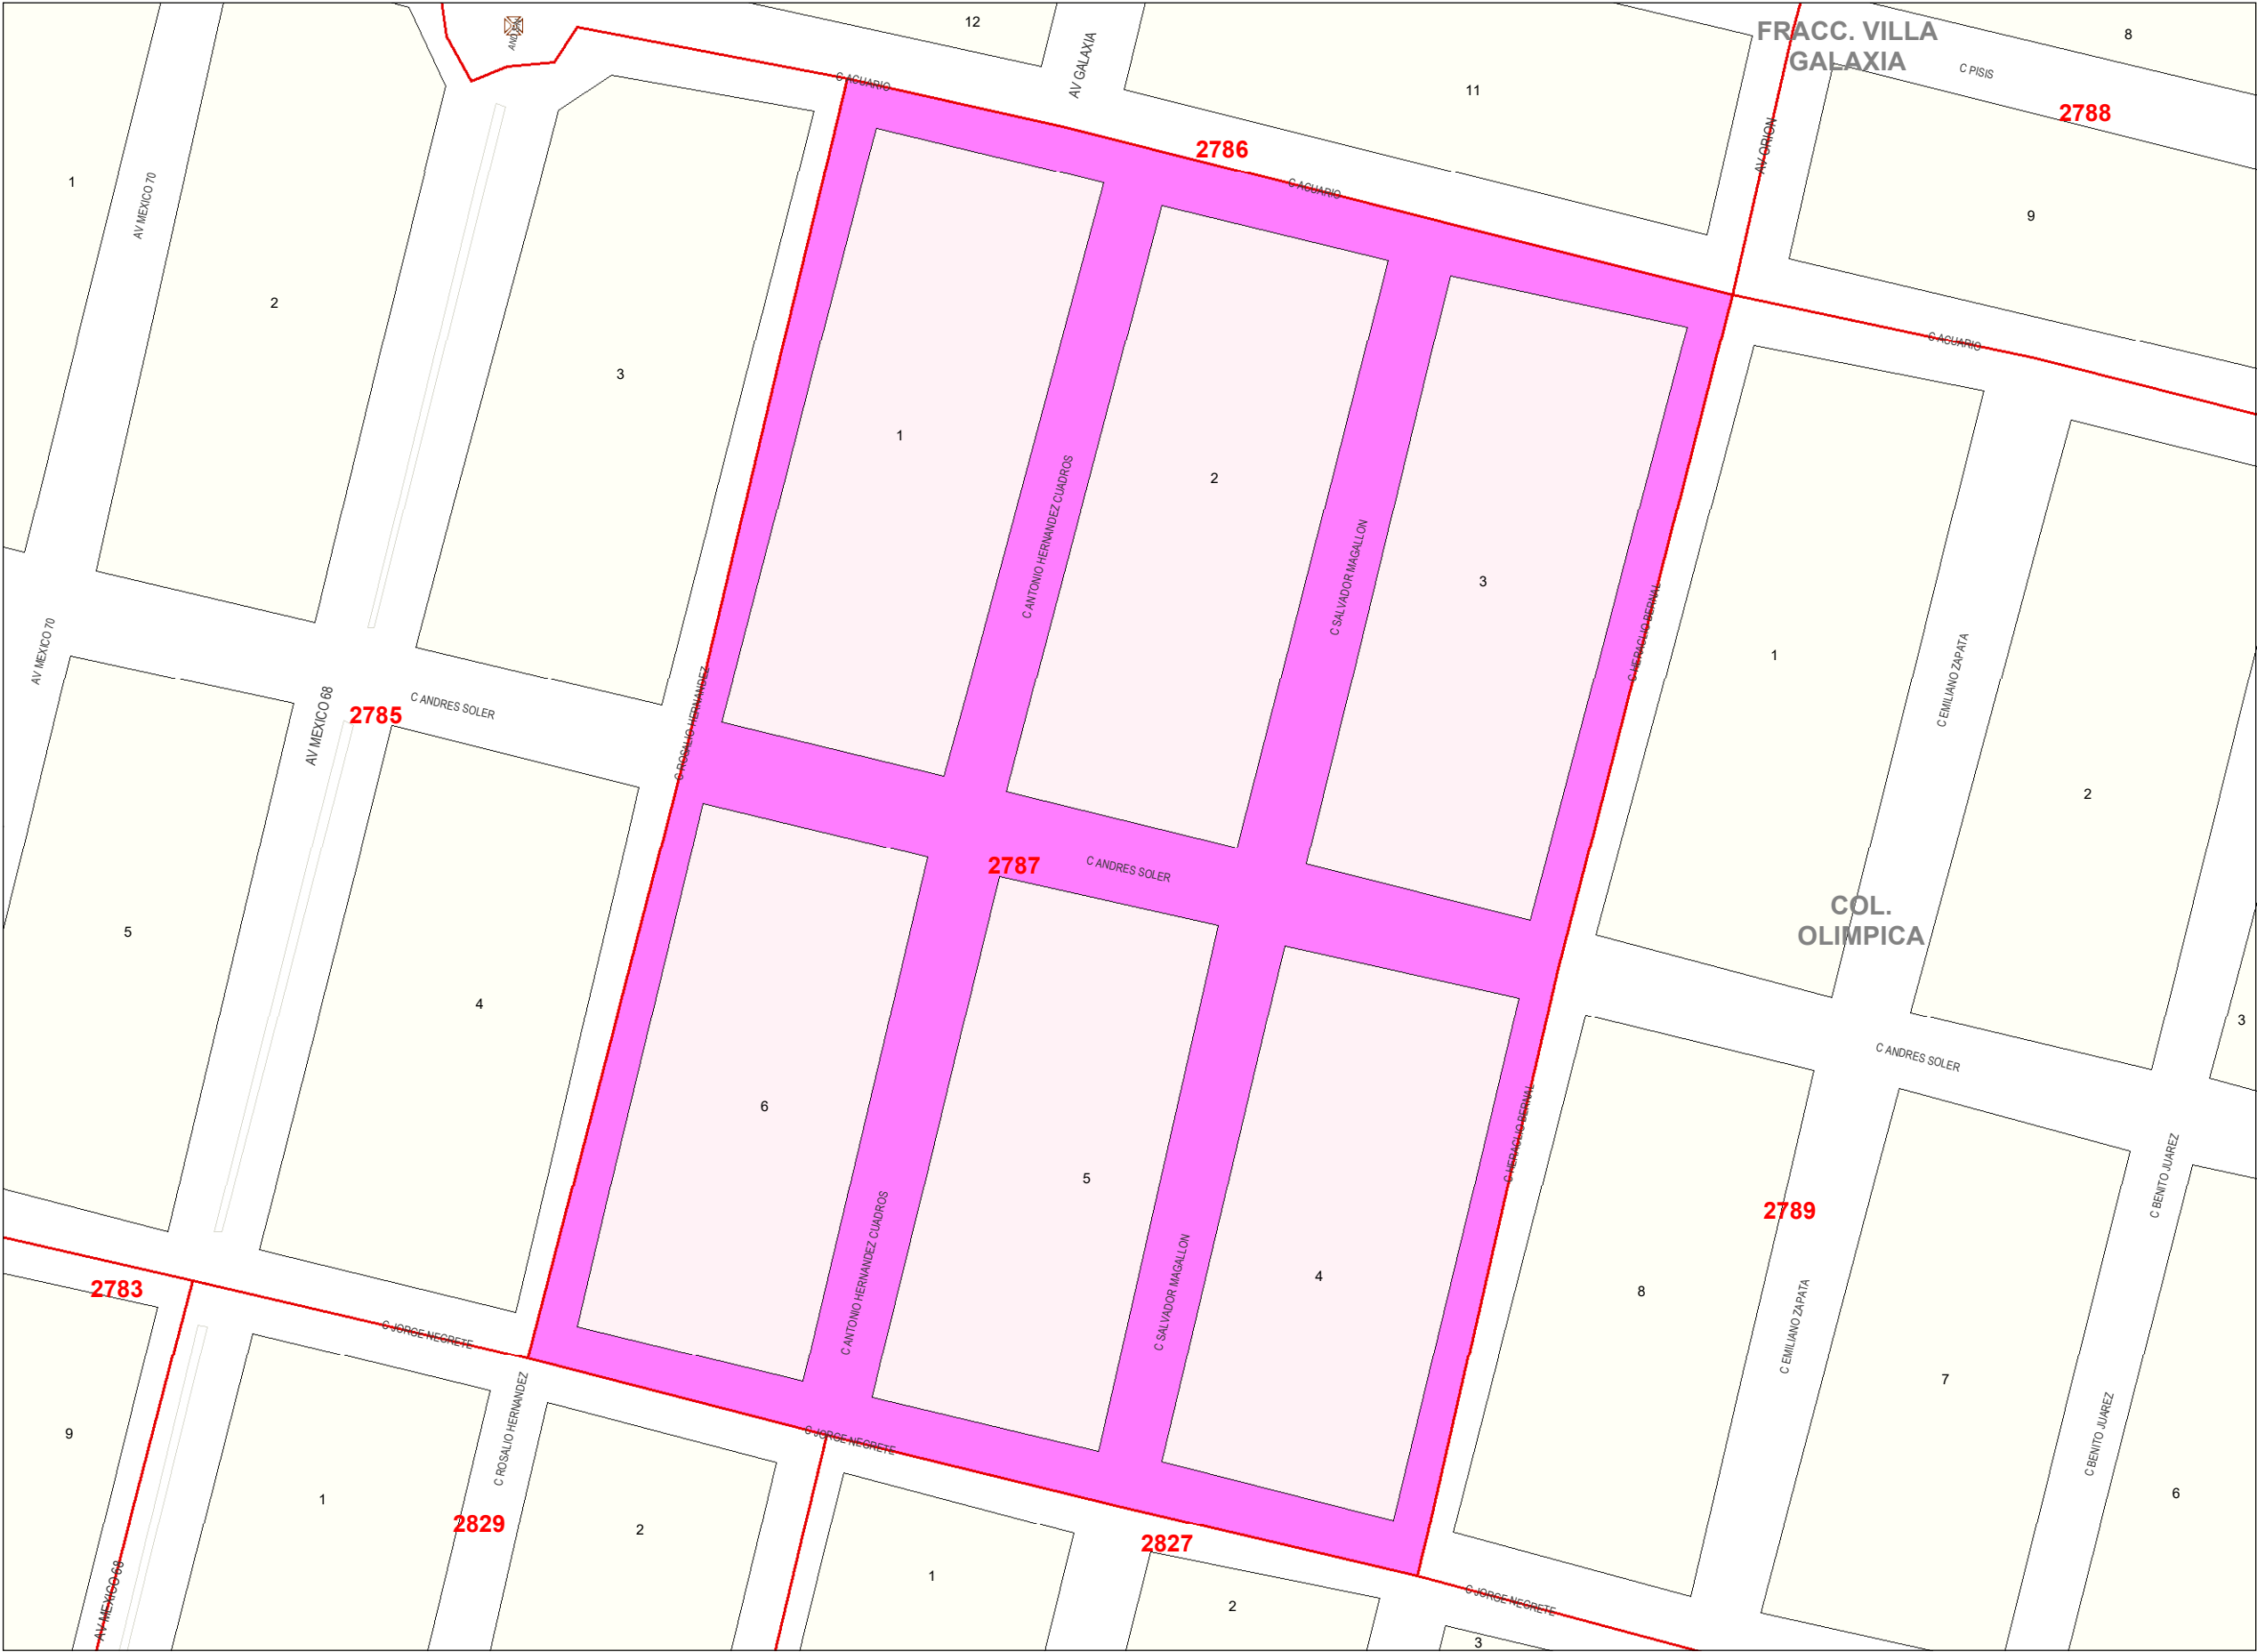 12
AV GALAXIA
FRACC. VILLA
GALAXIA
8
C PISIS
C ACUARIO
11
2788
AV ORION
2786
1
AV MEXICO 70
C ACUARIO
9
2
C ACUARIO
3
1
2
C ANTONIO HERNANDEZ CUADROS
C SALVADOR MAGALLON
3
C HERACLIO BERNAL
1
C EMILIANO ZAPATA
AV MEXICO 70
2785
C ANDRES SOLER
AV MEXICO 68
C ROSALIO HERNANDEZ
2
2787
C ANDRES SOLER
COL.
OLIMPICA
5
4
3
C ANDRES SOLER
6
C HERACLIO BERNAL
5
C BENITO JUAREZ
2789
C ANTONIO HERNANDEZ CUADROS
C SALVADOR MAGALLON
4
8
2783
C JORGE NEGRETE
C EMILIANO ZAPATA
7
9
C ROSALIO HERNANDEZ
C JORGE NEGRETE
C BENITO JUAREZ
1
2829
2
2827
6
AV MEXICO 68
1
2
C JORGE NEGRETE
3